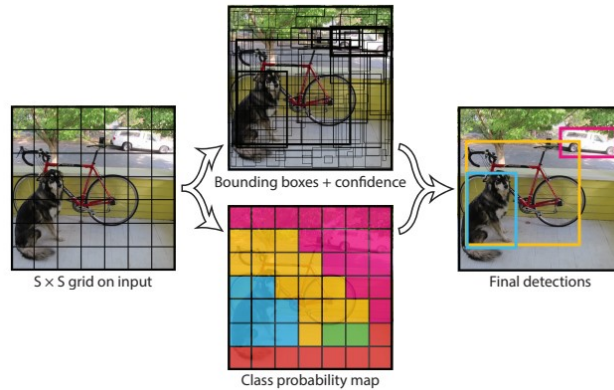 Bounding boxes + confidence
S × S grid on input
Final detections
Class probability map